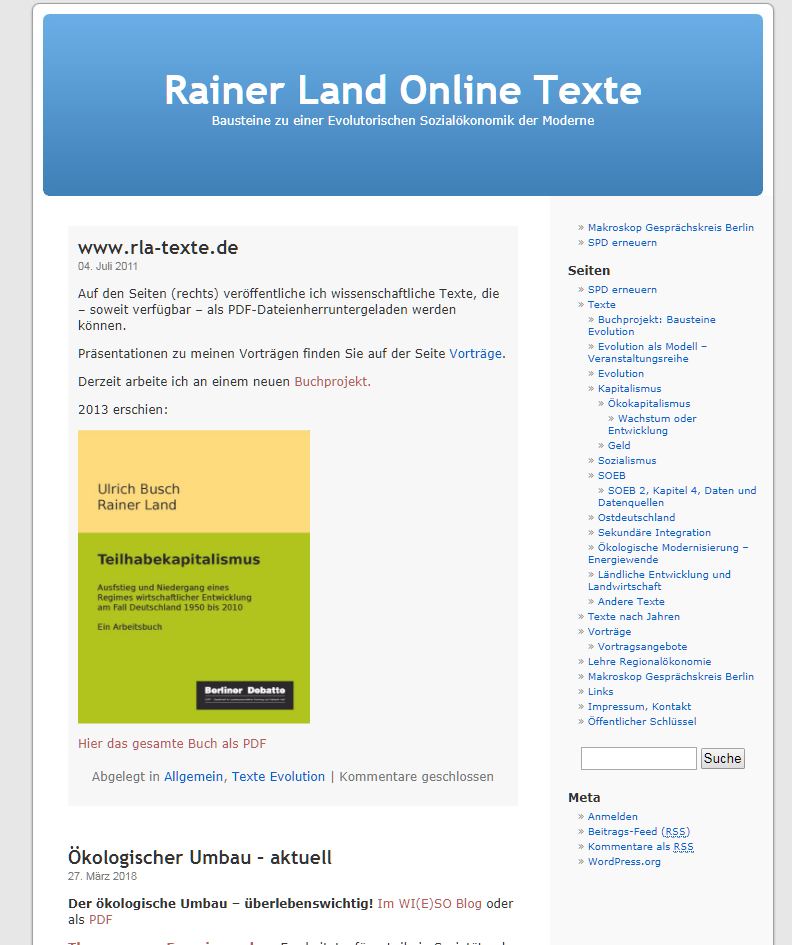 Rainer Land Online Texte
Bausteine zu einer Evolutorischen Sozialökonomik der Moderne
www.rla-texte.de
04. Juli 2011
Auf den Seiten (rechts) veröffentliche ich wissenschaftliche Texte, die
– soweit verfügbar – als PDF-Dateienherruntergeladen werden
können.
Präsentationen zu meinen Vorträgen finden Sie auf der Seite Vorträge.
Derzeit arbeite ich an einem neuen Buchprojekt.
2013 erschien:
Ulrich Busch
Rainer Land
Teilhabekapitalismus
Aufstieg und Niedergang eines
Regimes wirtschaftlicher Entwicklung
am Fall Deutschland 1950 bis 2010
Ein Arbeitsbuch
Berliner Debatte
Hier das gesamte Buch als PDF
Abgelegt in Allgemein, Texte Evolution | Kommentare geschlossen
Ökologischer Umbau – aktuell
27. März 2018
Der ökologische Umbau – überlebenswichtig! Im WI(E)SO Blog oder
als PDF
» Makroskop Gesprächskreis Berlin
» SPD erneuern
Seiten
» SPD erneuern
» Texte
» Buchprojekt: Bausteine
Evolution
» Evolution als Modell –
Veranstaltungsreihe
» Evolution
» Kapitalismus
» Ökokapitalismus
» Wachstum oder
Entwicklung
» Geld
» Sozialismus
» SOEB
» SOEB 2, Kapitel 4, Daten und
Datenquellen
» Ostdeutschland
» Sekundäre Integration
» Ökologische Modernisierung –
Energiewende
» Ländliche Entwicklung und
Landwirtschaft
» Andere Texte
» Texte nach Jahren
» Vorträge
» Vortragsangebote
» Lehre Regionalökonomie
» Makroskop Gesprächskreis Berlin
» Links
» Impressum, Kontakt
» Öffentlicher Schlüssel
Suche
Meta
» Anmelden
» Beitrags-Feed (RSS)
» Kommentare als RSS
» WordPress.org